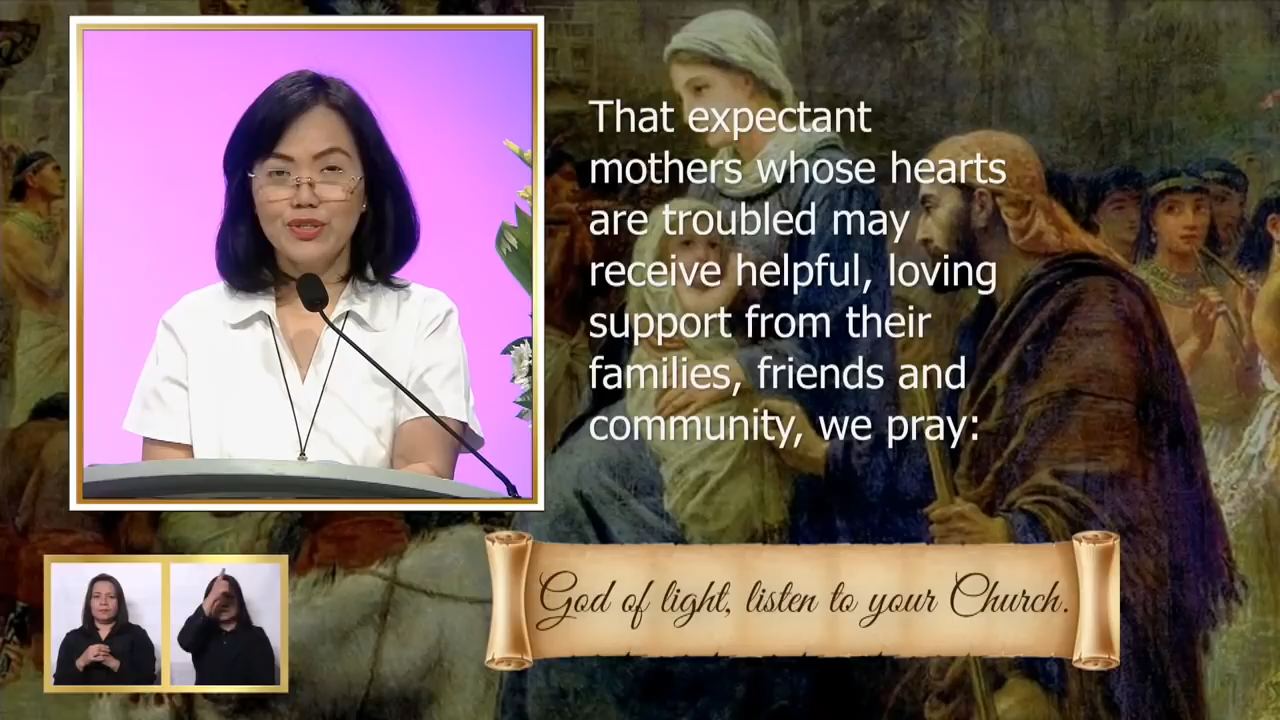 That expectant
mothers whose hearts
are troubled may
receive helpful, loving
support from their
families, friends and
community, we pray:
God of light, listen to your Church.